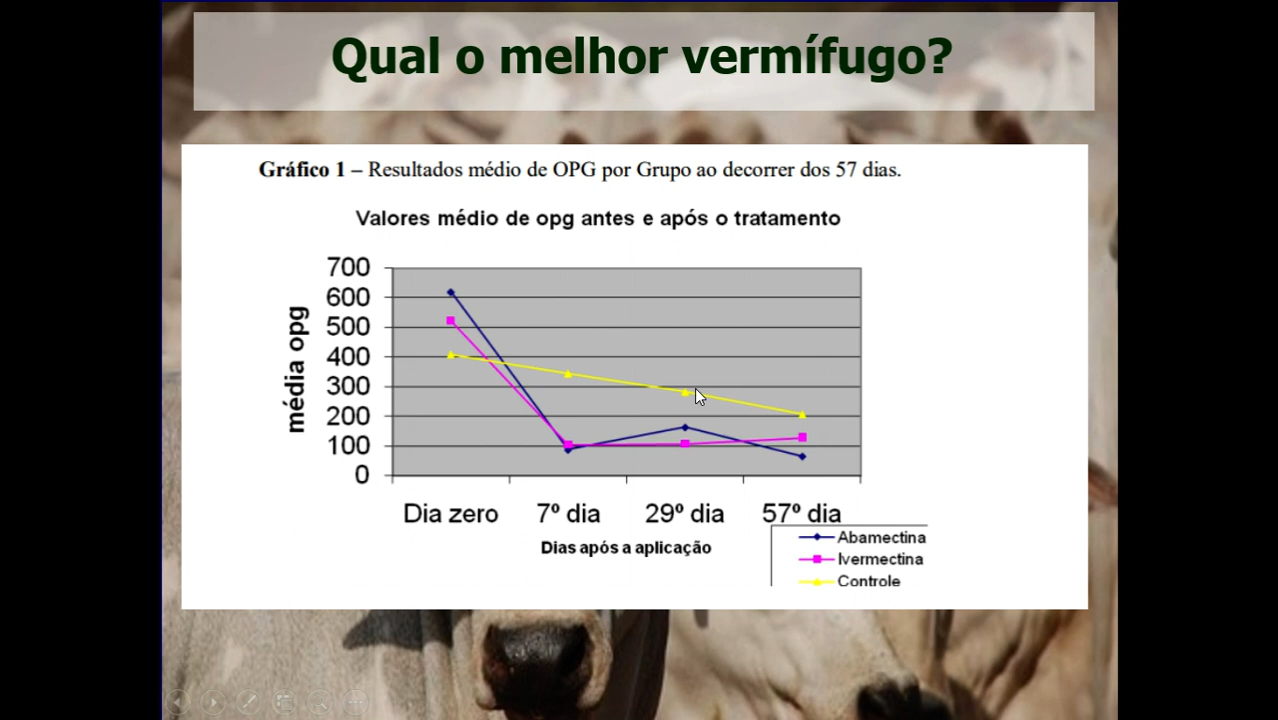 Qual o melhor vermífugo?
Gráfico 1 – Resultados médio de OPG por Grupo ao decorrer dos 57 dias.
Valores médio de opg antes e após o tratamento
média opg
700
600
500
400
300
200
100
0
Dia zero 7º dia 29º dia 57º dia
Dias após a aplicação
Abamectina
Ivermectina
Controle